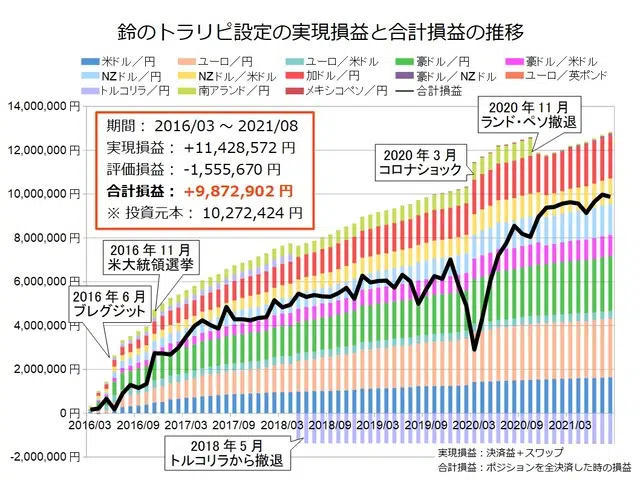 鈴のトラリピ設定の実現損益と合計損益の推移
米ドル／円 ユーロ／円 ユーロ／米ドル 豪ドル／円 豪ドル／米ドル
NZドル／円 NZドル／米ドル 加ドル／円 豪ドル／NZドル ユーロ／英ポンド
トルコリラ／円 南アランド／円 メキシコペソ／円 合計損益
14,000,000 円
12,000,000 円
10,000,000 円
8,000,000 円
6,000,000 円
4,000,000 円
2,000,000 円
0 円
-2,000,000 円
期間： 2016/03 ～ 2021/08
実現損益： +11,428,572 円
評価損益： -1,555,670 円
合計損益： +9,872,902 円
※ 投資元本： 10,272,424 円
2020 年 11 月
ランド・ペソ撤退
2020 年 3 月
コロナショック
2016 年 11 月
米大統領選挙
2016 年 6 月
ブレグジット
2016/03 2016/09 2017/03 2017/09 2018/03 2018/09 2019/03 2019/09 2020/03 2020/09 2021/03
2018 年 5 月
トルコリラから撤退
実現損益：決済益＋スワップ
合計損益：ポジションを全決済した時の損益